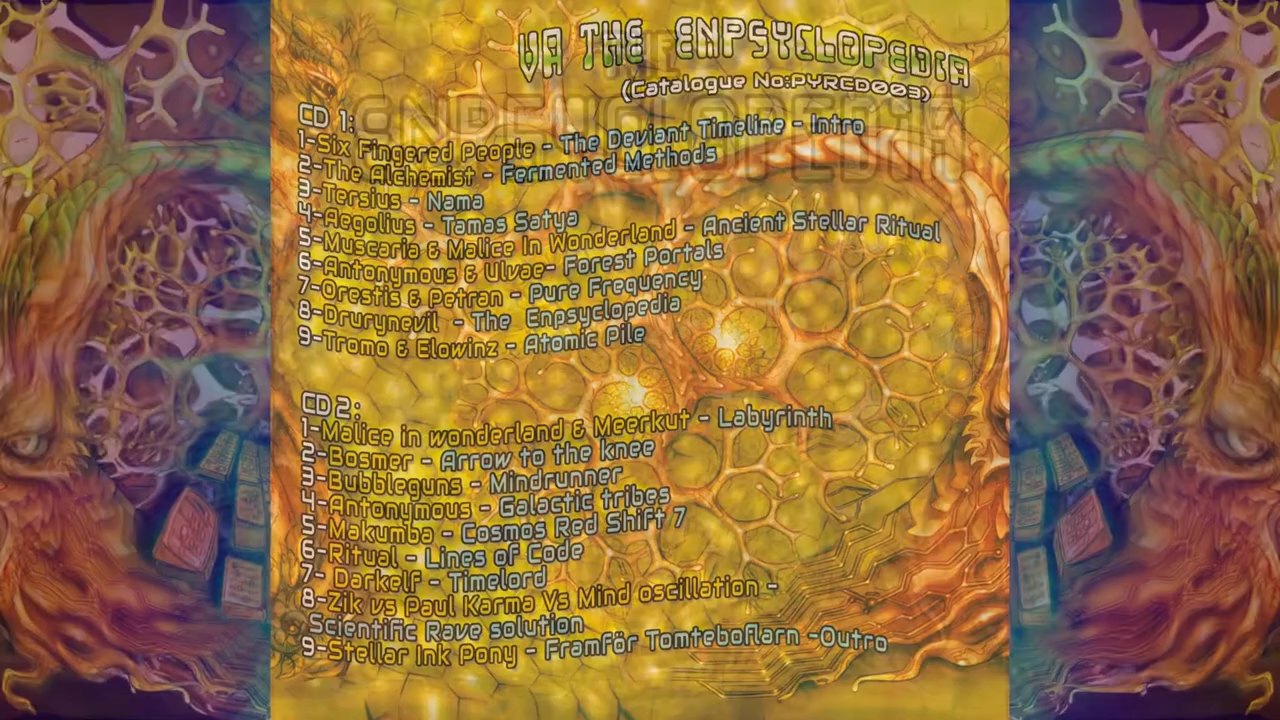 VA THE ENPSYCLOPEDIA
(Catalogue No:PYRCD003)
CD 1:
1-Six Fingered People - The Deviant Timeline - Intro
2-The Alchemist - Fermented Methods
3-Tersius - Nama
4-Aegolius - Tamas Satya
5-Muscaria & Malice In Wonderland - Ancient Stellar Ritual
6-Antonymous & Ulvae- Forest Portals
7-Orestis & Petran - Pure Frequency
8-Drurynevil - The Enpsyclopedia
9-Tromo & Elowinz - Atomic Pile
CD 2:
1-Malice in wonderland & Meerkut - Labyrinth
2-Bosmer - Arrow to the knee
3-Bubbleguns - Mindrunner
4-Antonymous - Galactic tribes
5-Makumba - Cosmos Red Shift 7
6-Ritual - Lines of Code
7- Darkelf - Timelord
8-Zik vs Paul Karma Vs Mind oscillation -
Scientific Rave solution
9-Stellar Ink Pony - Framför Tomteboflarn -Outro